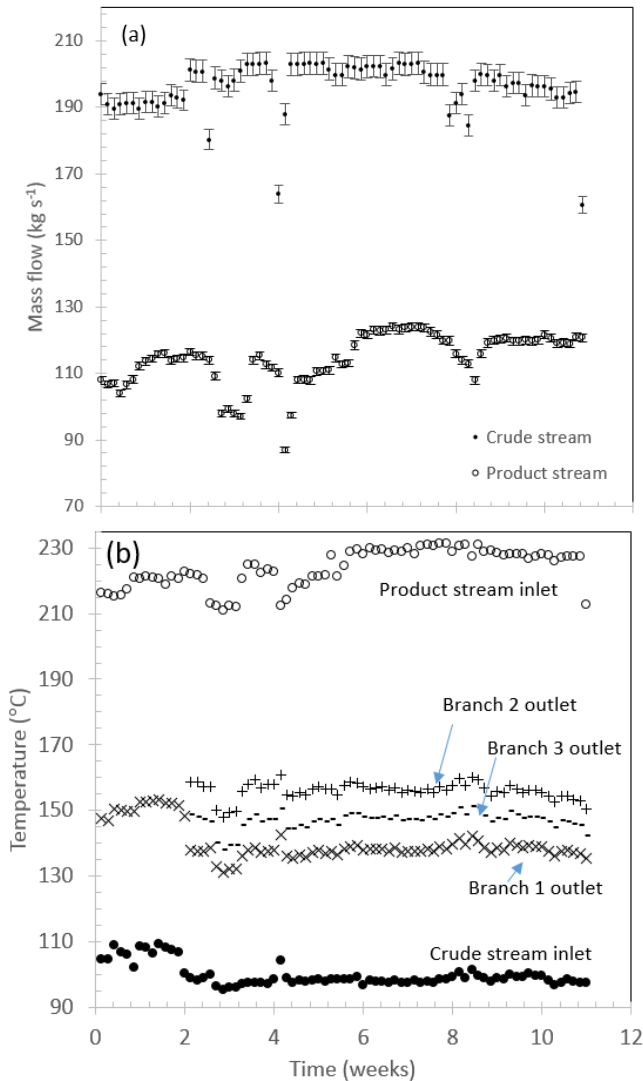 (a)
210
190
170
150
130
110
90
70
Mass flow (kg s⁻¹)
Crude stream
Product stream
(b)
230
210
190
170
150
130
110
90
Temperature (°C)
Product stream inlet
Branch 2 outlet
Branch 3 outlet
Branch 1 outlet
Crude stream inlet
0 2 4 6 8 10 12
Time (weeks)